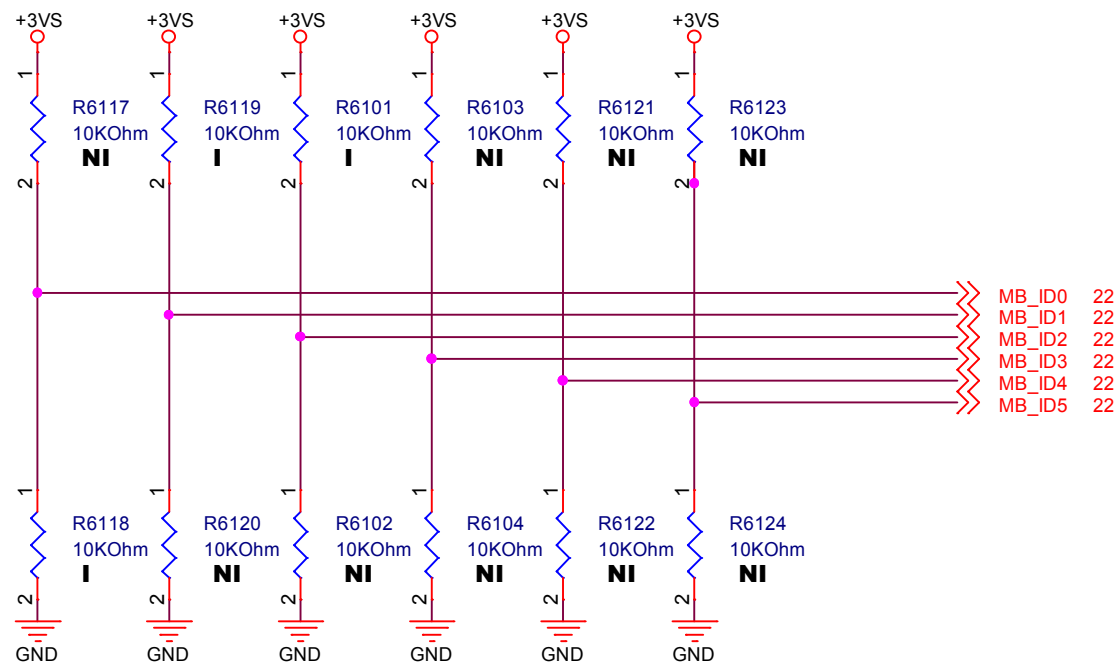 +3VS +3VS +3VS +3VS +3VS +3VS
1 1 1 1 1 1
R6117 R6119 R6101 R6103 R6121 R6123
10KOhm 10KOhm 10KOhm 10KOhm 10KOhm 10KOhm
NI I I NI NI NI
2 2 2 2 2 2
MB_ID0 22
MB_ID1 22
MB_ID2 22
MB_ID3 22
MB_ID4 22
MB_ID5 22
1 1 1 1 1 1
R6118 R6120 R6102 R6104 R6122 R6124
10KOhm 10KOhm 10KOhm 10KOhm 10KOhm 10KOhm
I NI NI NI NI NI
2 2 2 2 2 2
GND GND GND GND GND GND